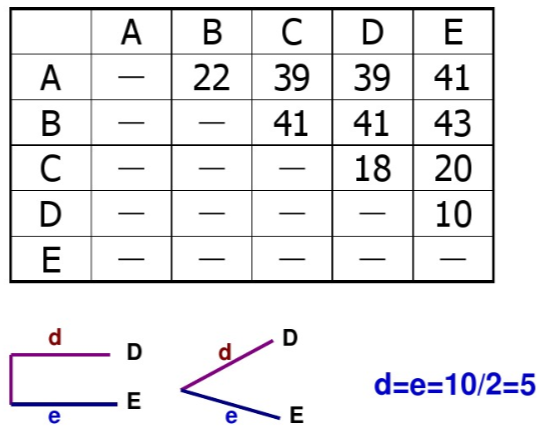 A B C D E
A — 22 39 39 41
B — — 41 41 43
C — — — 18 20
D — — — — 10
E — — — — —
d D
e E
d D
e E
d=e=10/2=5